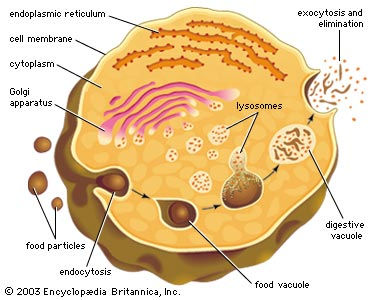 endoplasmic reticulum
exocytosis and
elimination
cell membrane
cytoplasm
Golgi
apparatus
lysosomes
digestive
vacuole
food particles
endocytosis
food vacuole
© 2003 Encyclopædia Britannica, Inc.